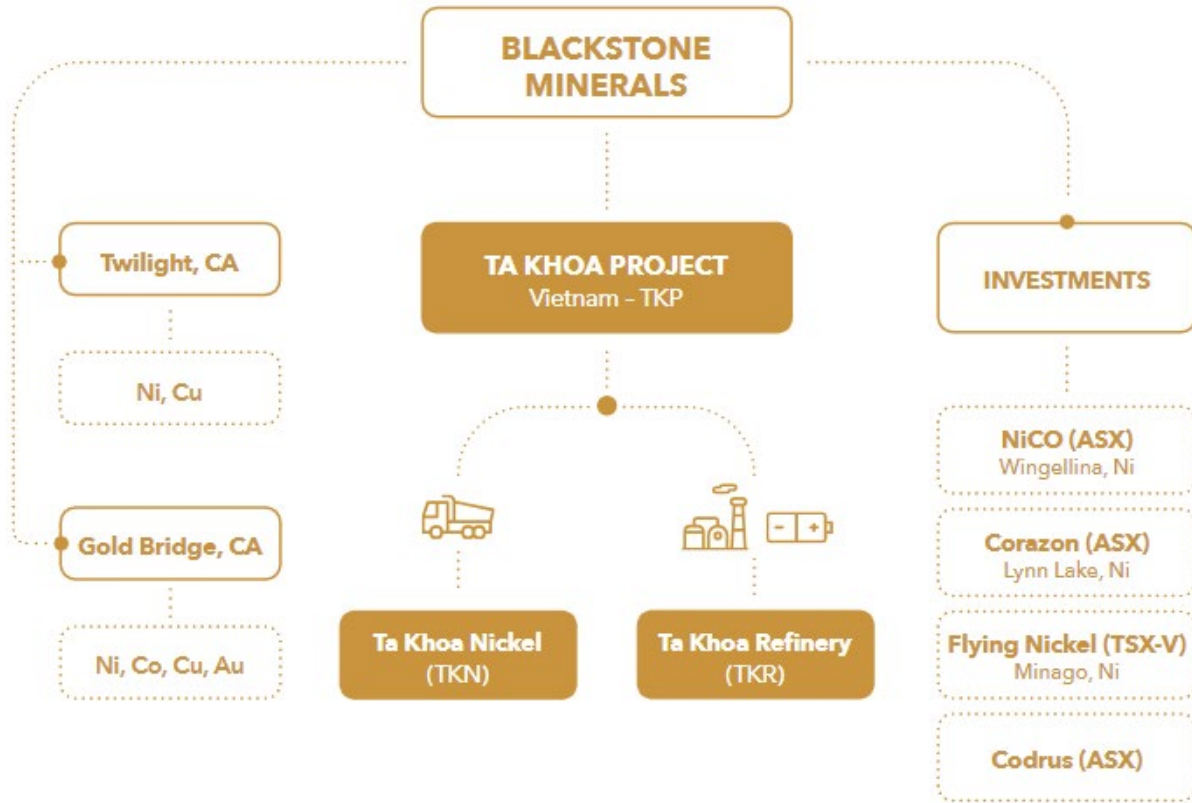 BLACKSTONE
MINERALS
Twilight, CA
Ni, Cu
Gold Bridge, CA
Ni, Co, Cu, Au
TA KHOA PROJECT
Vietnam – TKP
Ta Khoa Nickel
(TKN)
Ta Khoa Refinery
(TKR)
INVESTMENTS
NiCO (ASX)
Wingellina, Ni
Corazon (ASX)
Lynn Lake, Ni
Flying Nickel (TSX-V)
Minago, Ni
Codrus (ASX)